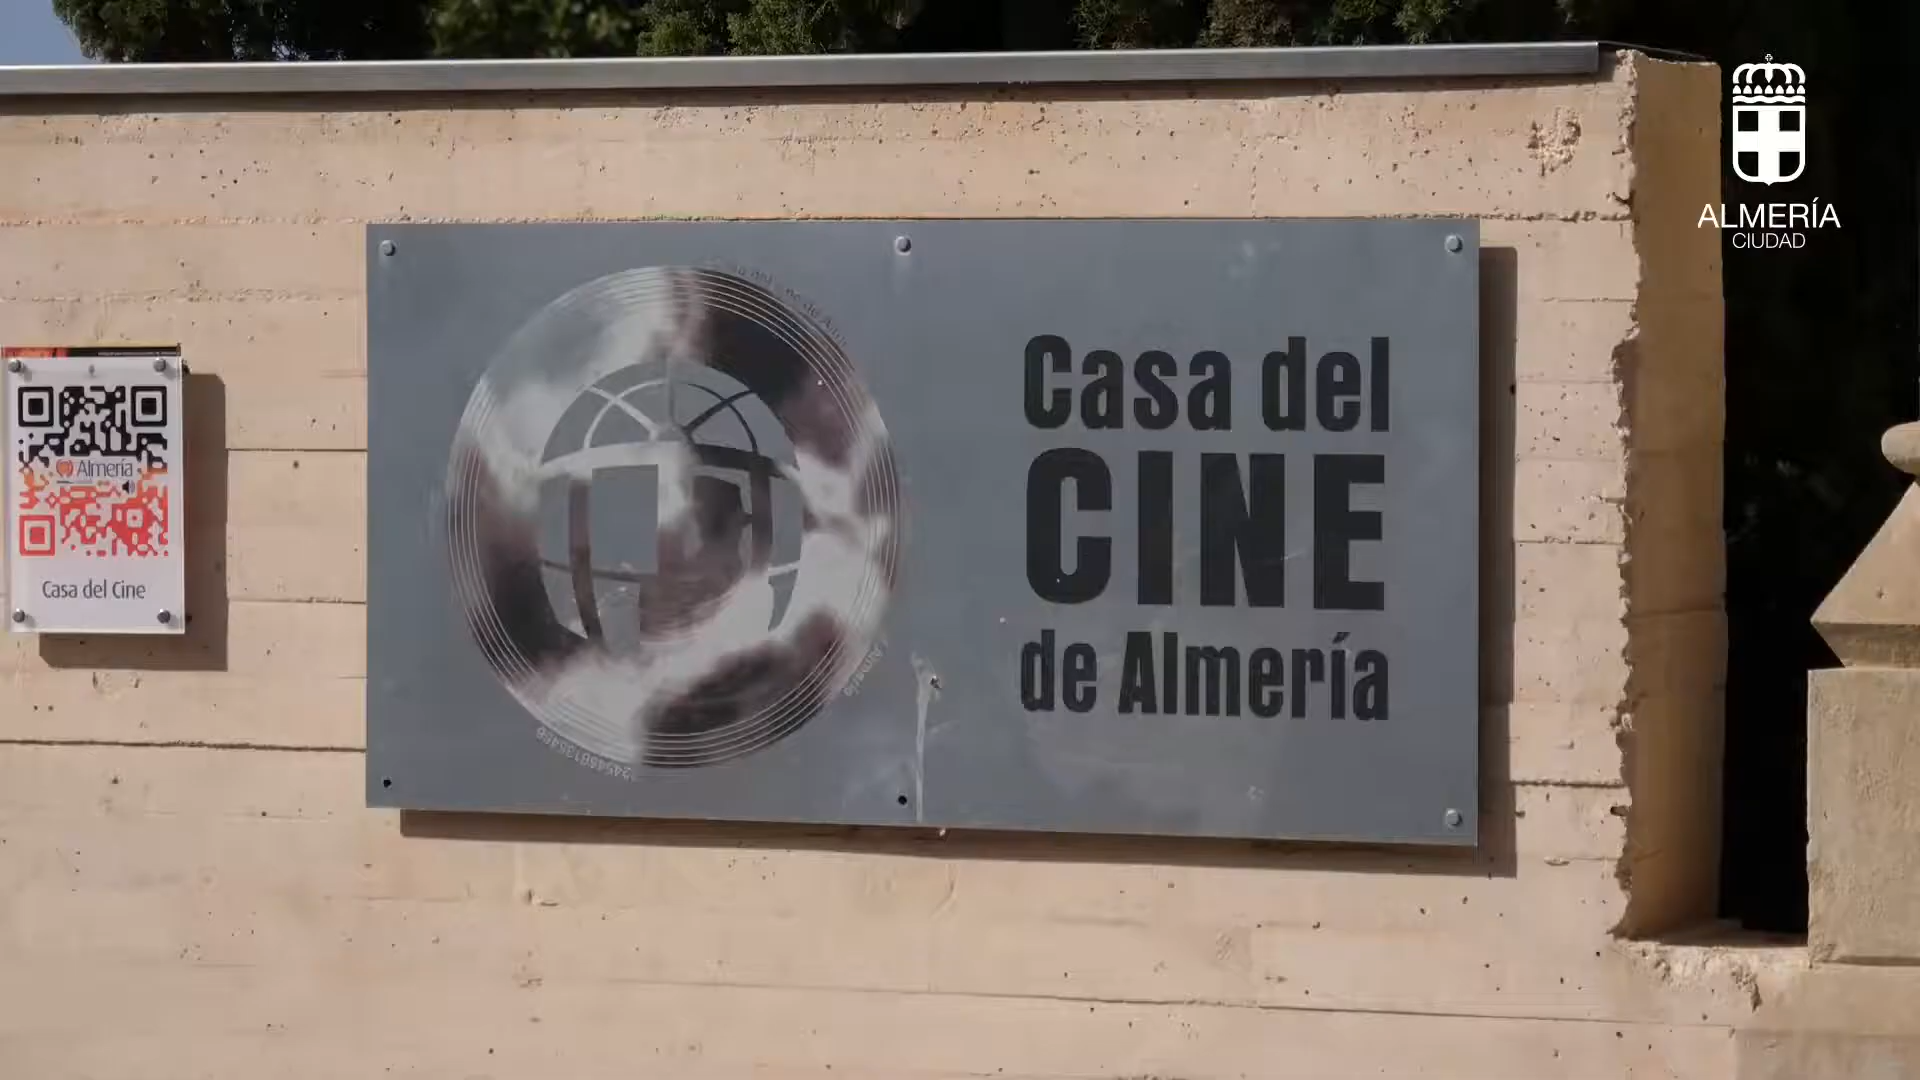 ALMERÍA
CIUDAD
Casa del
CINE
de Almería
Almería
Casa del Cine